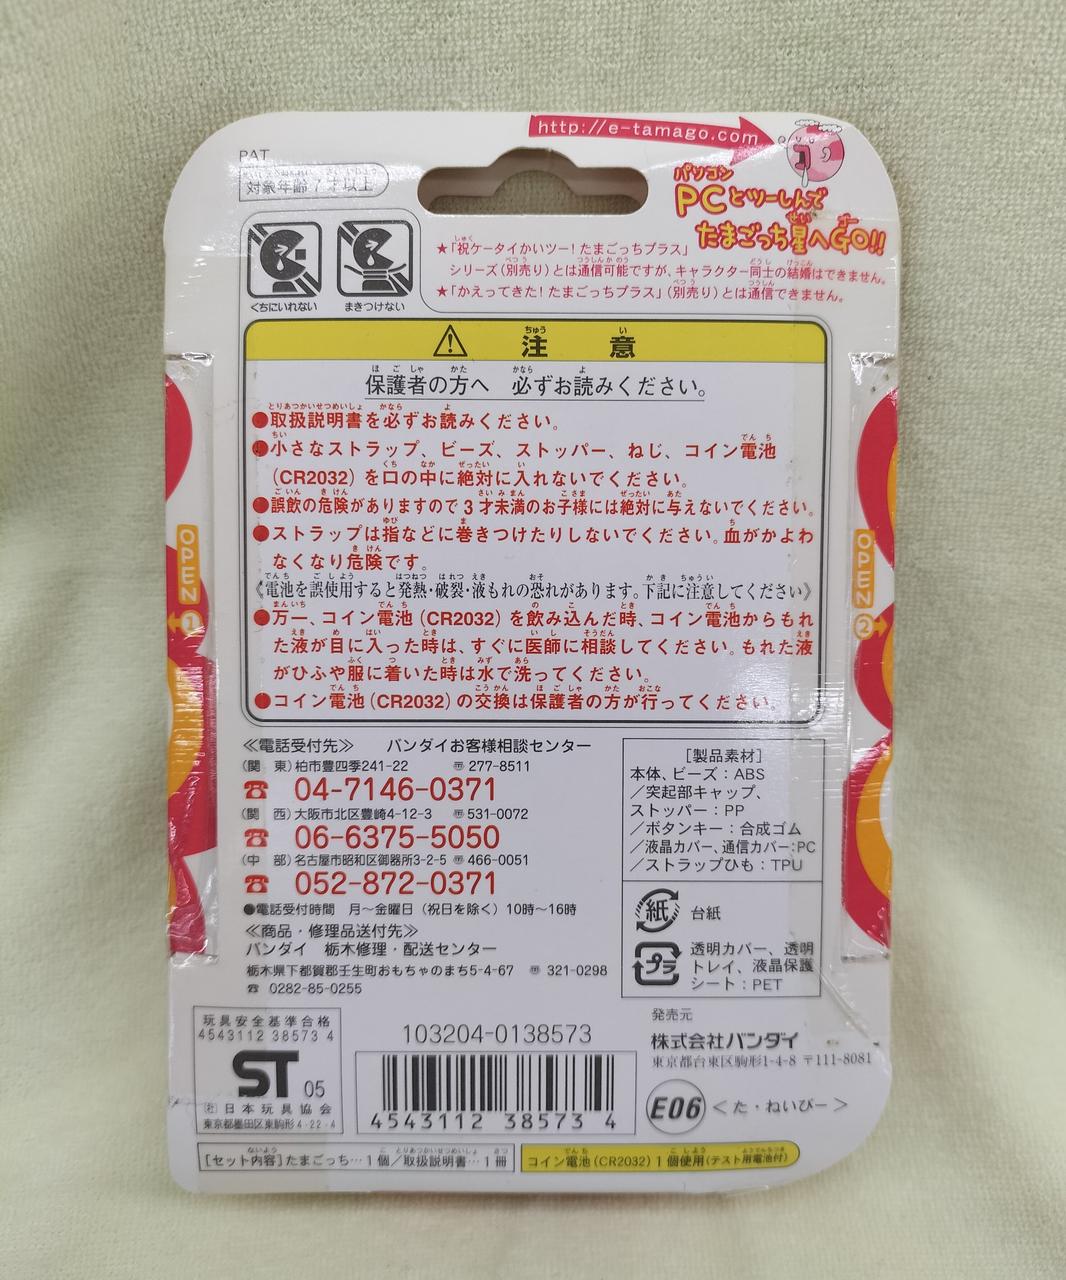 http://e-tamago.com
PAT
対象年齢7才以上
パソコン
PCとツーしんで
たまごっち星へGO!!
くちにいれない
まきつけない
★「祝ケータイかいツー!たまごっちプラス」
シリーズ(別売り)とは通信可能ですが、キャラクター同士の結婚はできません。
★「かえってきた!たまごっちプラス」(別売り)とは通信できません。
⚠ 注意
保護者の方へ 必ずお読みください。
●取扱説明書を必ずお読みください。
●小さなストラップ、ビーズ、ストッパー、ねじ、コイン電池
(CR2032)を口の中に絶対に入れないでください。
●誤飲の危険がありますので3才未満のお子様には絶対に与えないでください。
●ストラップは指などに巻きつけたりしないでください。血がかよわ
なくなり危険です。
《電池を誤使用すると発熱・破裂・液もれの恐れがあります。下記に注意してください》
●万一、コイン電池(CR2032)を飲み込んだ時、コイン電池からもれ
た液が目に入った時は、すぐに医師に相談してください。もれた液
がひふや服に着いた時は水で洗ってください。
●コイン電池(CR2032)の交換は保護者の方が行ってください。
OPEN
1
OPEN
2
≪電話受付先≫ バンダイお客様相談センター
(関 東)柏市豊四季241-22 〠277-8511
☎ 04-7146-0371
(関 西)大阪市北区豊崎4-12-3 〠531-0072
☎ 06-6375-5050
(中 部)名古屋市昭和区御器所3-2-5 〠466-0051
☎ 052-872-0371
●電話受付時間 月〜金曜日(祝日を除く)10時〜16時
≪商品・修理品送付先≫
バンダイ 栃木修理・配送センター
栃木県下都賀郡壬生町おもちゃのまち5-4-67 〠321-0298
☎ 0282-85-0255
[製品素材]
本体、ビーズ:ABS
/突起部キャップ、
ストッパー:PP
/ボタンキー:合成ゴム
/液晶カバー、通信カバー:PC
/ストラップひも:TPU
紙 台紙
プラ 透明カバー、透明
トレイ、液晶保護
シート:PET
玩具安全基準合格
4543112 38573 4
ST 05
社 日本玩具協会
東京都墨田区東駒形4-22-4
103204-0138573
4543112 385734
発売元
株式会社バンダイ
東京都台東区駒形1-4-8 〒111-8081
E06 <た・ねいびー>
[セット内容]たまごっち…1個/取扱説明書…1冊
コイン電池(CR2032)1個使用(テスト用電池付)